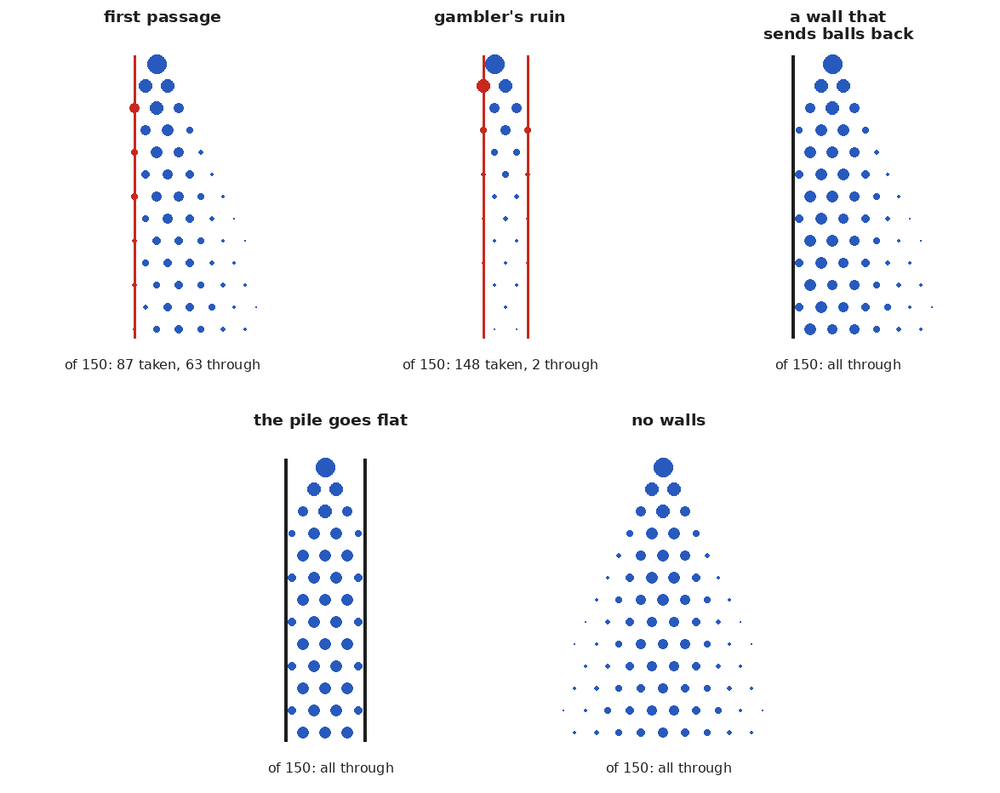 first passage
gambler's ruin
a wall that
sends balls back
of 150: 87 taken, 63 through
of 150: 148 taken, 2 through
of 150: all through
the pile goes flat
no walls
of 150: all through
of 150: all through